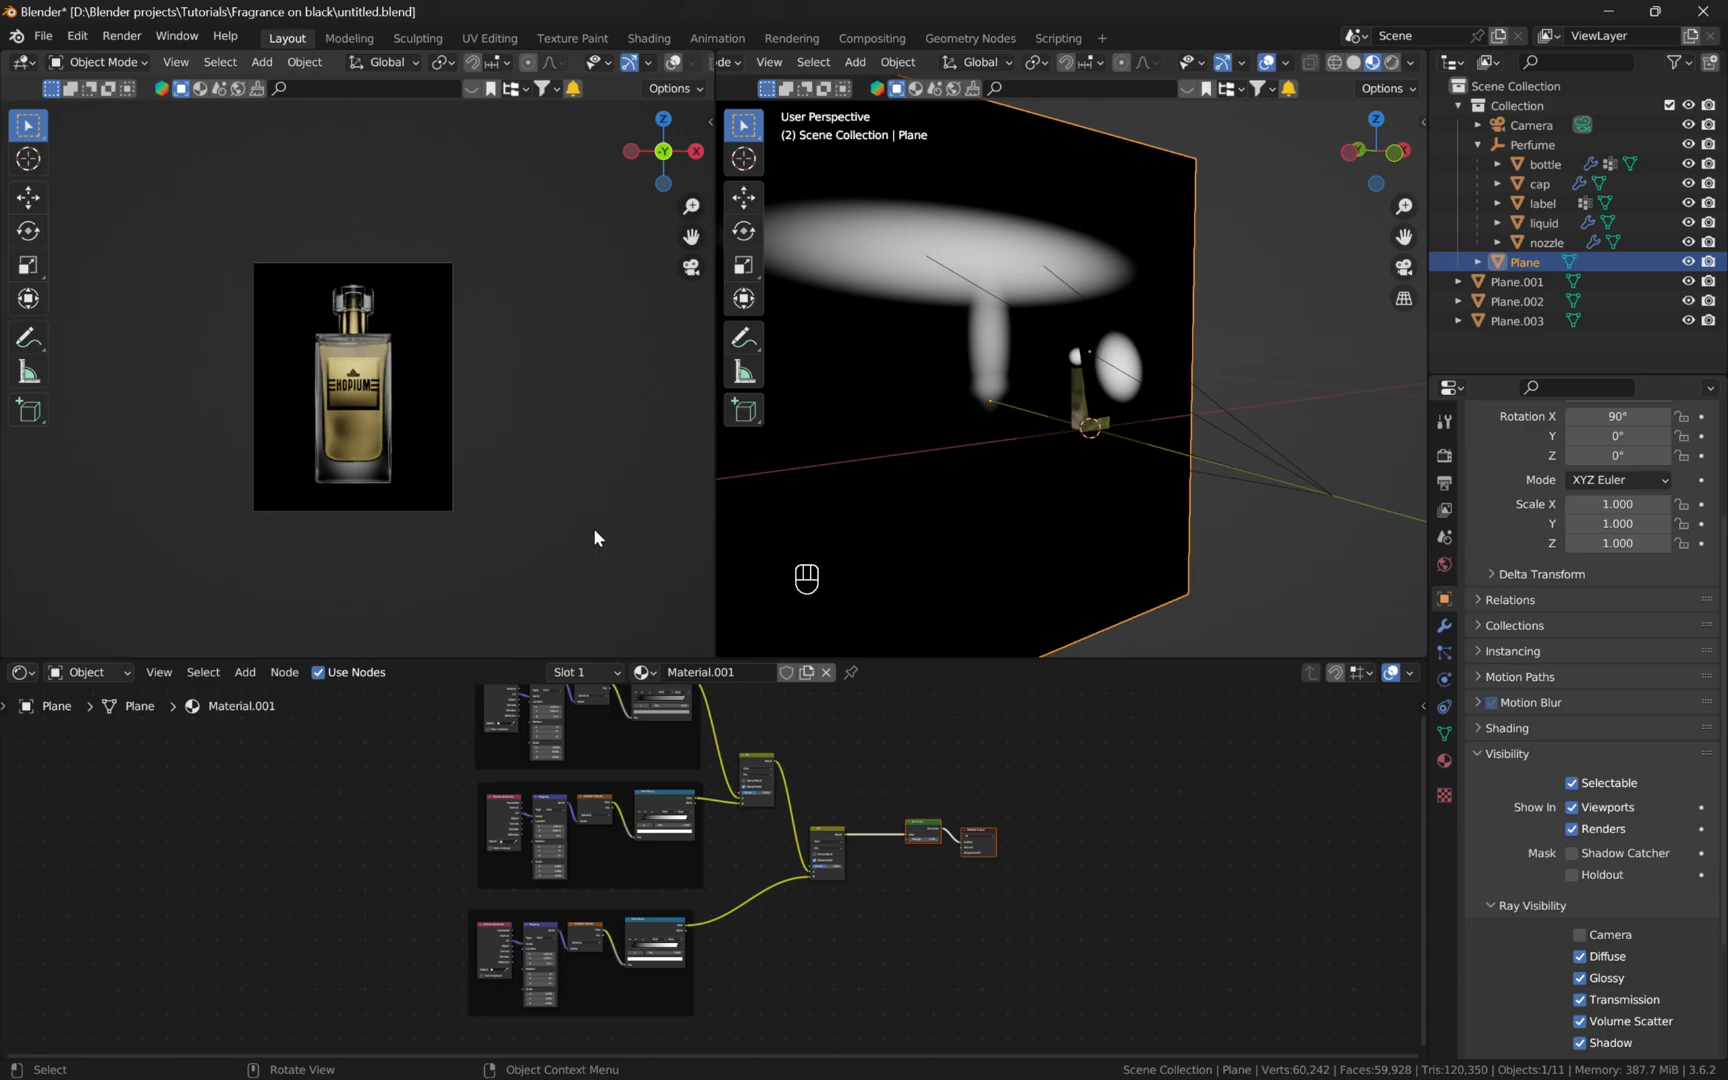 Blender* [D:\Blender projects\Tutorials\Fragrance on black\untitled.blend]
File Edit Render Window Help Layout Modeling Sculpting UV Editing Texture Paint Shading Animation Rendering Compositing Geometry Nodes Scripting + Scene ViewLayer
Object Mode View Select Add Object Global
de View Select Add Object Global
Options
Options
User Perspective
(2) Scene Collection | Plane
Z
-Y
X
Z
HOPIUM
Scene Collection
Collection
Camera
Perfume
bottle
cap
label
liquid
nozzle
Plane
Plane.001
Plane.002
Plane.003
Rotation X 90°
Y 0°
Z 0°
Mode XYZ Euler
Scale X 1.000
Y 1.000
Z 1.000
Delta Transform
Relations
Collections
Instancing
Motion Paths
Motion Blur
Shading
Visibility
Selectable
Show In Viewports
Renders
Mask Shadow Catcher
Holdout
Ray Visibility
Camera
Diffuse
Glossy
Transmission
Volume Scatter
Shadow
Object View Select Add Node Use Nodes Slot 1 Material.001
Plane > Plane > Material.001
Select Rotate View Object Context Menu
Scene Collection | Plane | Verts:60,242 | Faces:59,928 | Tris:120,350 | Objects:1/11 | Memory: 387.7 MiB | 3.6.2